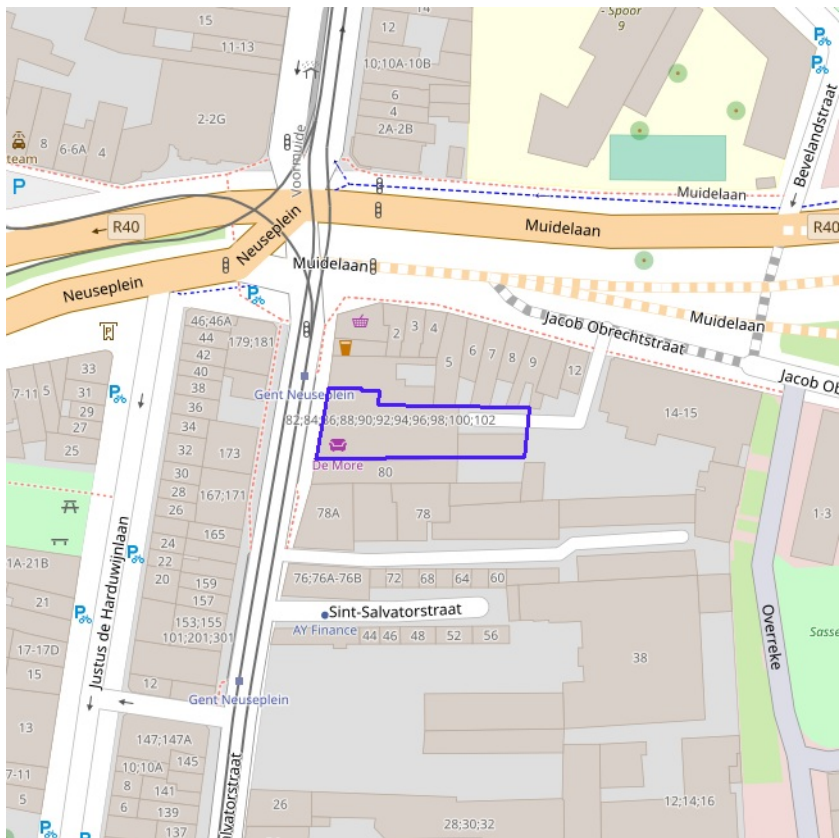 15
11-13
2-2G
8
6-6A
4
team
P
12
10;10A-10B
6
4
2A-2B
- Spoor
9
Bevelandstraat
Voormuide
Muidelaan
R40
Neuseplein
Muidelaan
R40
Muidelaan
Neuseplein
Muidelaan
Jacob Obrechtstraat
Jacob Ob
P
46;46A
44
42
40
38
36
34
32
30
28
26
24
22
20
179;181
173
167;171
165
159
157
153;155
101;201;301
2
3
4
5
6
7
8
9
12
14-15
Gent Neuseplein
82;84;86;88;90;92;94;96;98;100;102
De More
80
78A
78
33
31
29
27
25
7-11
5
1A-21B
21
17-17D
15
13
7-11
5
Justus de Harduwijnlaan
76;76A-76B
72
68
64
60
Sint-Salvatorstraat
AY Finance
44
46
48
52
56
38
1-3
Overreke
Sasse
Gent Neuseplein
12
147;147A
145
10;10A
8
6
141
139
137
alvatorstraat
26
28;30;32
12;14;16